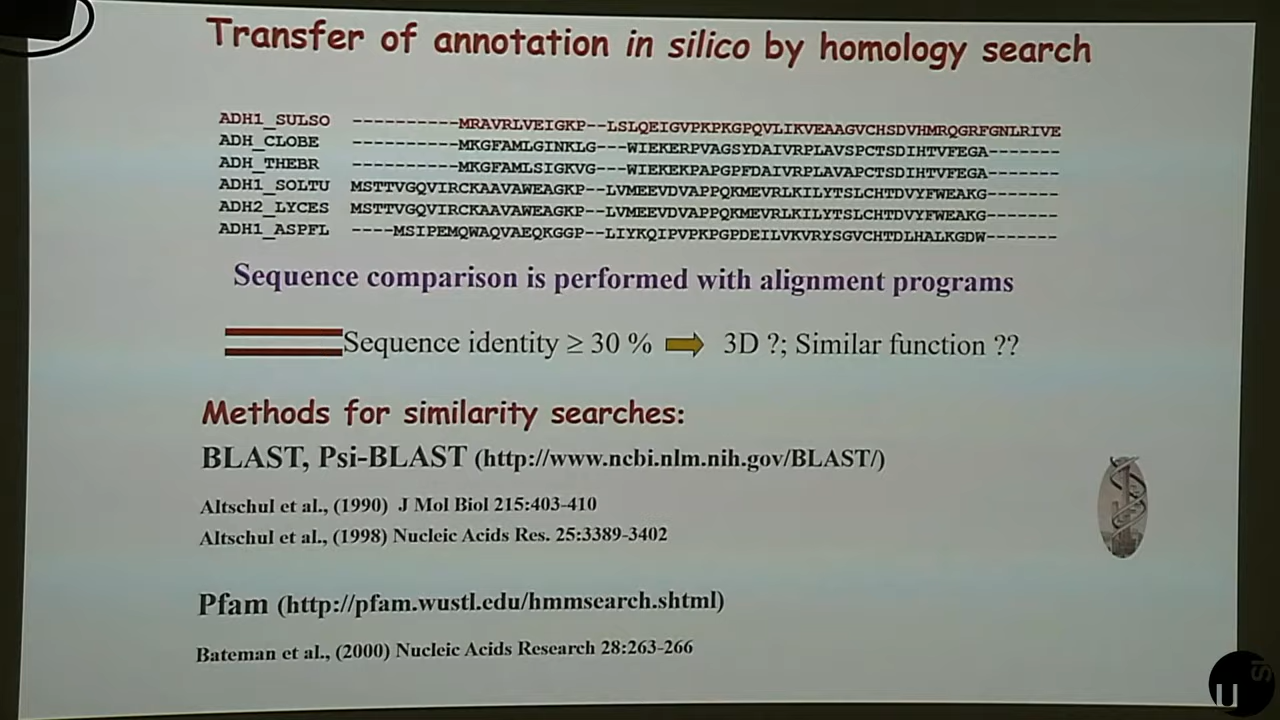 Transfer of annotation in silico by homology search
ADH1_SULSO ----------MRAVRLVEIGKP--LSLQEIGVPKPKGPQVLIKVEAAGVCHSDVHMRQGRFGNLRIVE
ADH_CLOBE ----------MKGFAMLGINKLG---WIEKERPVAGSYDAIVRPLAVSPCTSDIHTVFEGA-------
ADH_THEBR ----------MKGFAMLSIGKVG---WIEKEKPAPGPFDAIVRPLAVAPCTSDIHTVFEGA-------
ADH1_SOLTU MSTTVGQVIRCKAAVAWEAGKP--LVMEEVDVAPPQKMEVRLKILYTSLCHTDVYFWEAKG-------
ADH2_LYCES MSTTVGQVIRCKAAVAWEAGKP--LVMEEVDVAPPQKMEVRLKILYTSLCHTDVYFWEAKG-------
ADH1_ASPFL ----MSIPEMQWAQVAEQKGGP--LIYKQIPVPKPGPDEILVKVRYSGVCHTDLHALKGDW-------
Sequence comparison is performed with alignment programs
Sequence identity ≥ 30 % 3D ?; Similar function ??
Methods for similarity searches:
BLAST, Psi-BLAST (http://www.ncbi.nlm.nih.gov/BLAST/)
Altschul et al., (1990) J Mol Biol 215:403-410
Altschul et al., (1998) Nucleic Acids Res. 25:3389-3402
Pfam (http://pfam.wustl.edu/hmmsearch.shtml)
Bateman et al., (2000) Nucleic Acids Research 28:263-266
U
SI